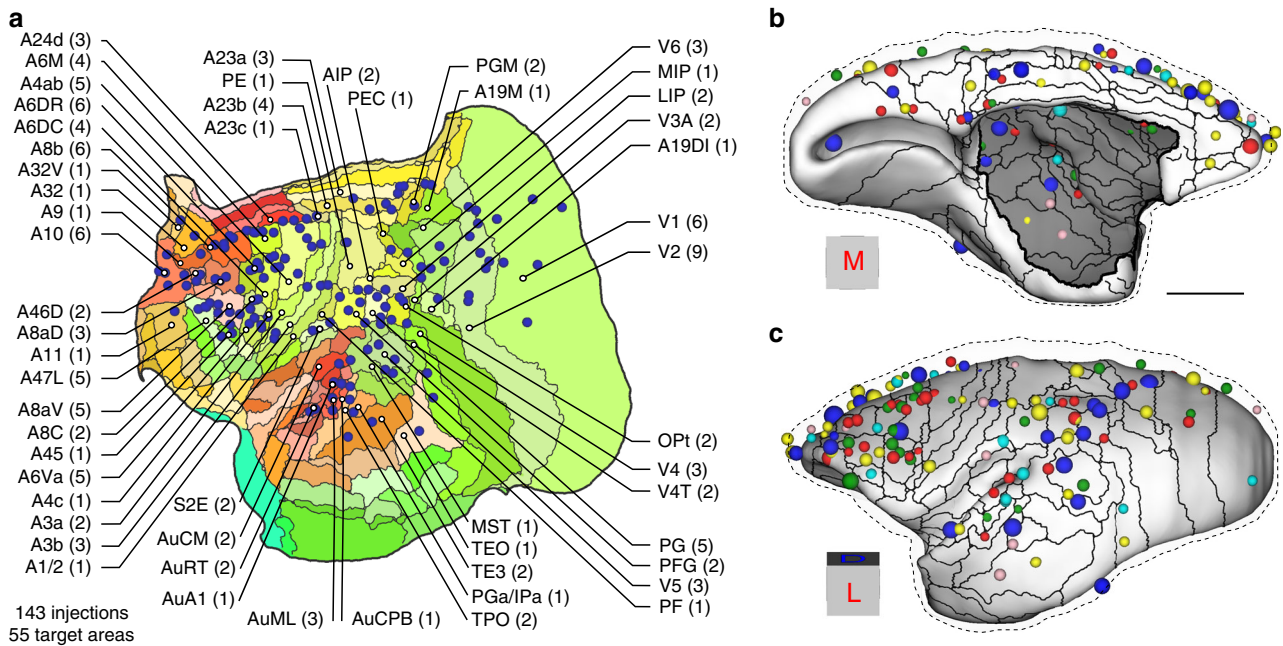 a
A24d (3)
A6M (4)
A4ab (5)
A6DR (6)
A6DC (4)
A8b (6)
A32V (1)
A32 (1)
A9 (1)
A10 (6)
A46D (2)
A8aD (3)
A11 (1)
A47L (5)
A8aV (5)
A8C (2)
A45 (1)
A6Va (5)
A4c (1)
A3a (2)
A3b (3)
A1/2 (1)
143 injections
55 target areas
A23a (3)
PE (1)
A23b (4)
A23c (1)
AIP (2)
PEC (1)
PGM (2)
A19M (1)
V6 (3)
MIP (1)
LIP (2)
V3A (2)
A19DI (1)
V1 (6)
V2 (9)
OPt (2)
V4 (3)
V4T (2)
PG (5)
PFG (2)
V5 (3)
PF (1)
S2E (2)
AuCM (2)
AuRT (2)
AuA1 (1)
AuML (3)
AuCPB (1)
MST (1)
TEO (1)
TE3 (2)
PGa/IPa (1)
TPO (2)
b
M
c
D
L